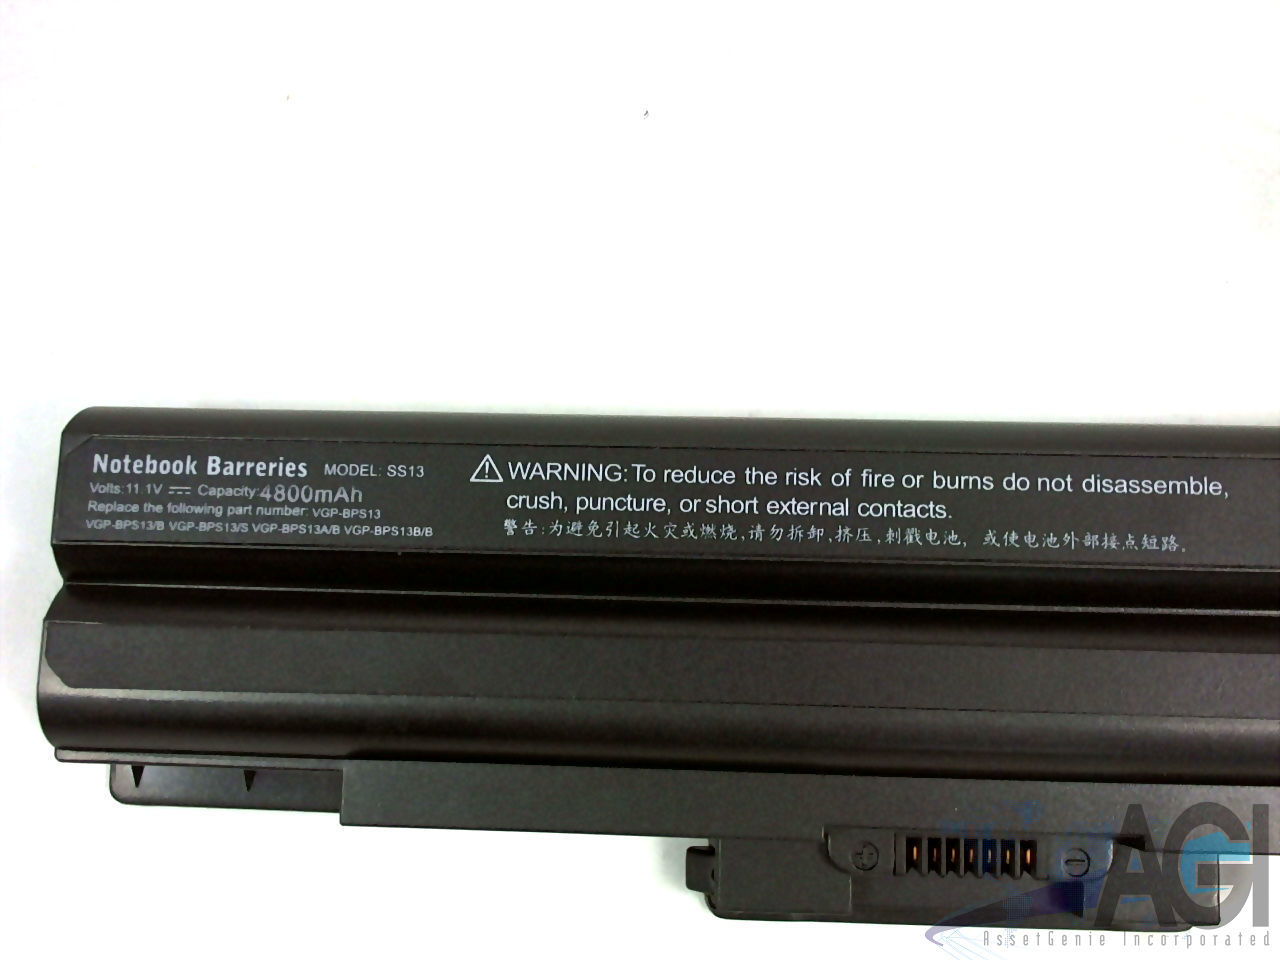 Notebook Barreries MODEL: SS13
Volts:11.1V Capacity:4800mAh
Replace the following part number: VGP-BPS13
VGP-BPS13/B VGP-BPS13/S VGP-BPS13A/B VGP-BPS13B/B
WARNING:To reduce the risk of fire or burns do not disassemble,
crush, puncture, or short external contacts.
警告:为避免引起火灾或燃烧,请勿拆卸,挤压,刺戳电池, 或使电池外部接点短路。
+
-
AGI
AssetGenie Incorporated